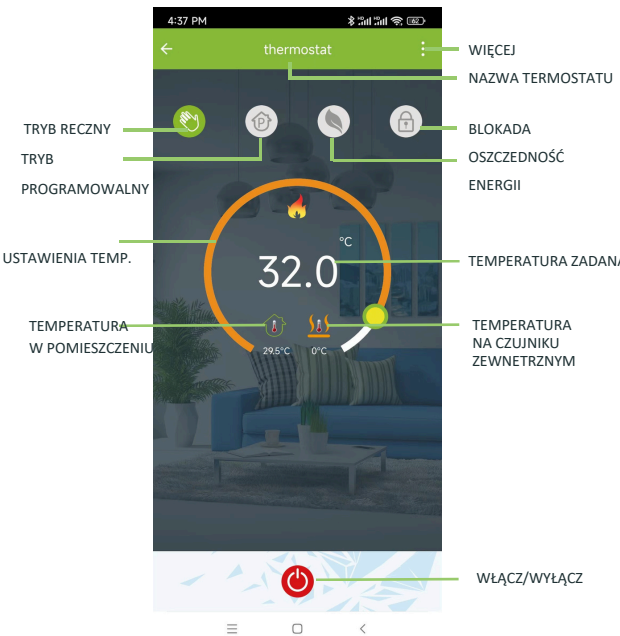 4:37 PM
62
thermostat
WIĘCEJ
NAZWA TERMOSTATU
P
TRYB RECZNY
BLOKADA
TRYB
PROGRAMOWALNY
OSZCZEDNOŚĆ
ENERGII
°C
USTAWIENIA TEMP.
32.0
TEMPERATURA ZADANA
TEMPERATURA
W POMIESZCZENIU
29.5°C
0°C
TEMPERATURA
NA CZUJNIKU
ZEWNETRZNYM
WŁĄCZ/WYŁĄCZ